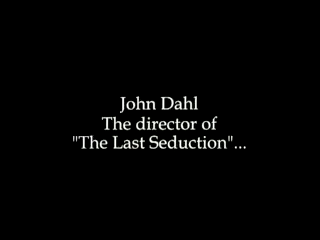 John Dahl
The director of
"The Last Seduction"...